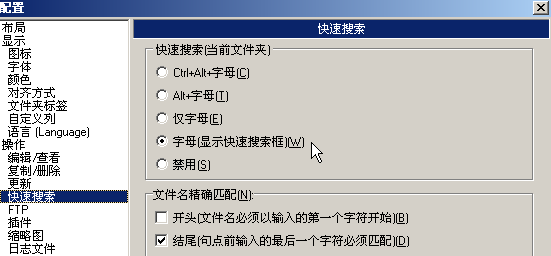 配置
布局
显示
图标
字体
颜色
对齐方式
文件夹标签
自定义列
语言 (Language)
操作
编辑/查看
复制/删除
更新
快速搜索
FTP
插件
缩略图
日志文件
快速搜索
快速搜索(当前文件夹)
Ctrl+Alt+字母(C)
Alt+字母(T)
仅字母(E)
字母(显示快速搜索框)(W)
禁用(S)
文件名精确匹配(N):
开头(文件名必须以输入的第一个字符开始)(B)
结尾(句点前输入的最后一个字符必须匹配)(D)